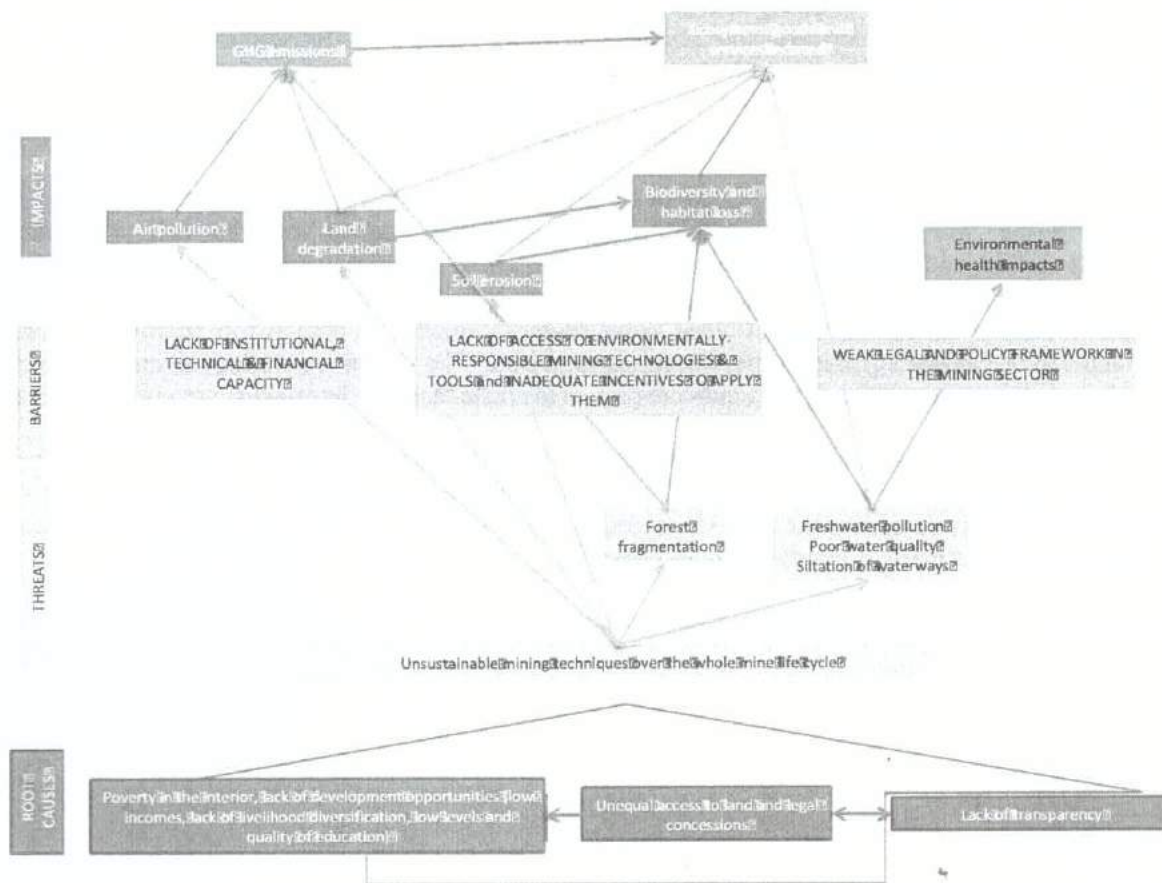 GHG emissions
IMPACTS
Biodiversity and
habitat loss
Air pollution
Land
degradation
Environmental
health impacts
Soil erosion
LACK OF INSTITUTIONAL,
TECHNICAL & FINANCIAL
CAPACITY
LACK OF ACCESS TO ENVIRONMENTALLY-
RESPONSIBLE MINING TECHNOLOGIES &
TOOLS and INADEQUATE INCENTIVES TO APPLY
THEM
WEAK LEGAL AND POLICY FRAMEWORK IN
THE MINING SECTOR
BARRIERS
Forest
fragmentation
Freshwater pollution
Poor water quality
Siltation of waterways
THREATS
Unsustainable mining techniques over the whole mine life cycle
ROOT
CAUSES
Poverty in the interior, lack of development opportunities, low
incomes, lack of livelihood diversification, low levels and
quality of education)
Unequal access to land and legal
concessions
Lack of transparency